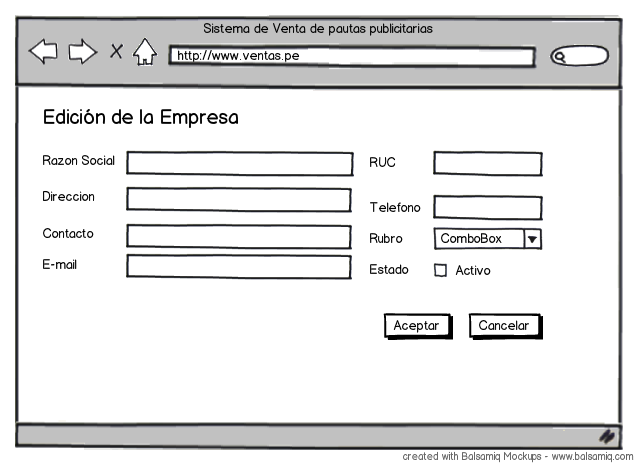 Sistema de Venta de pautas publicitarias
http://www.ventas.pe
Edición de la Empresa
Razon Social
RUC
Direccion
Telefono
Contacto
Rubro
ComboBox
E-mail
Estado
Activo
Aceptar
Cancelar
created with Balsamiq Mockups - www.balsamiq.com